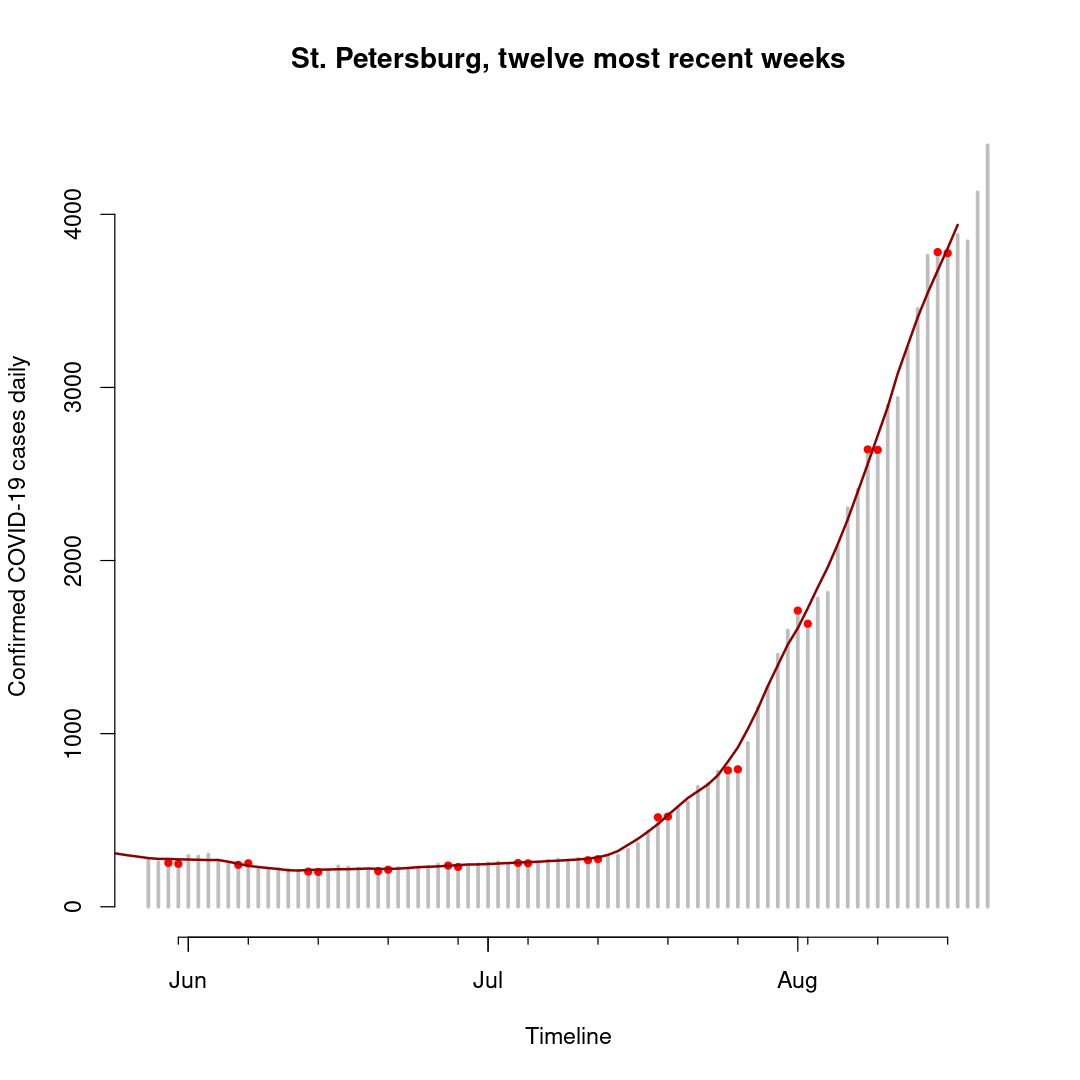 St. Petersburg, twelve most recent weeks
Confirmed COVID-19 cases daily
4000
3000
2000
1000
0
Jun Jul Aug
Timeline